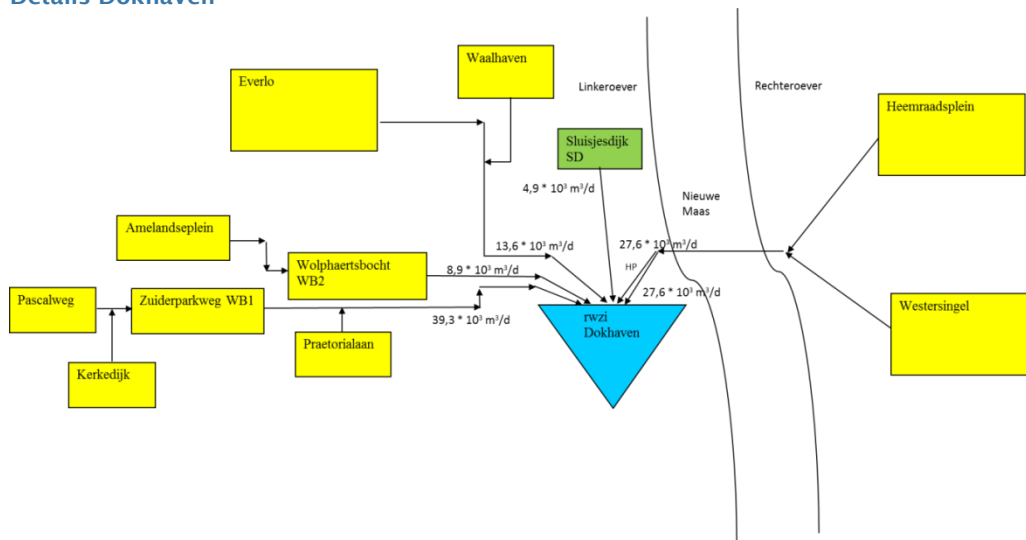 Details Dokhaven
Waalhaven
Everlo
Linkeroever
Rechteroever
Heemraadsplein
Sluisjesdijk
SD
4,9 * 10³ m³/d
Nieuwe
Maas
Amelandseplein
13,6 * 10³ m³/d
27,6 * 10³ m³/d
Wolphaertsbocht
WB2
8,9 * 10³ m³/d
HP
27,6 * 10³ m³/d
Pascalweg
Zuiderparkweg WB1
39,3 * 10³ m³/d
rwzi
Dokhaven
Westersingel
Praetorialaan
Kerkedijk